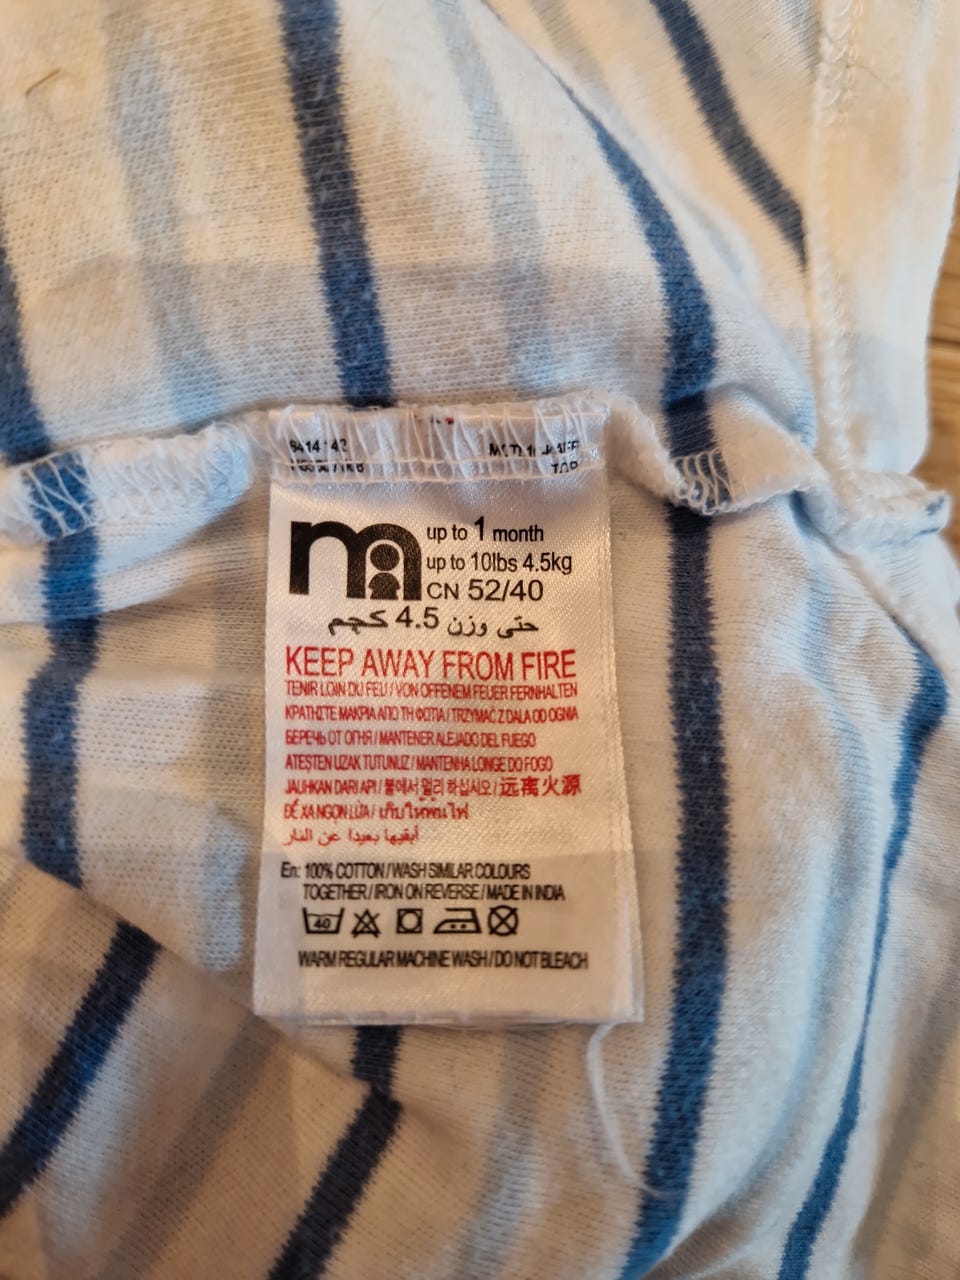 m
up to 1 month
up to 10lbs 4.5kg
CN 52/40
حتى وزن 4.5 كجم
KEEP AWAY FROM FIRE
TENIR LOIN DU FEU / VON OFFENEM FEUER FERNHALTEN
ΚΡΑΤΗΣΤΕ ΜΑΚΡΙΑ ΑΠΟ ΤΗ ΦΩΤΙΑ / TRZYMAĆ Z DALA OD OGNIA
БЕРЕЧЬ ОТ ОГНЯ / MANTENER ALEJADO DEL FUEGO
ATEŞTEN UZAK TUTUNUZ / MANTENHA LONGE DO FOGO
JAUHKAN DARI API / 불에서 멀리 하십시오 / 远离火源
ĐỂ XA NGỌN LỬA / เก็บให้พ้นไฟ
أبقيها بعيدا عن النار
En: 100% COTTON / WASH SIMILAR COLOURS
TOGETHER / IRON ON REVERSE / MADE IN INDIA
40
WARM REGULAR MACHINE WASH / DO NOT BLEACH